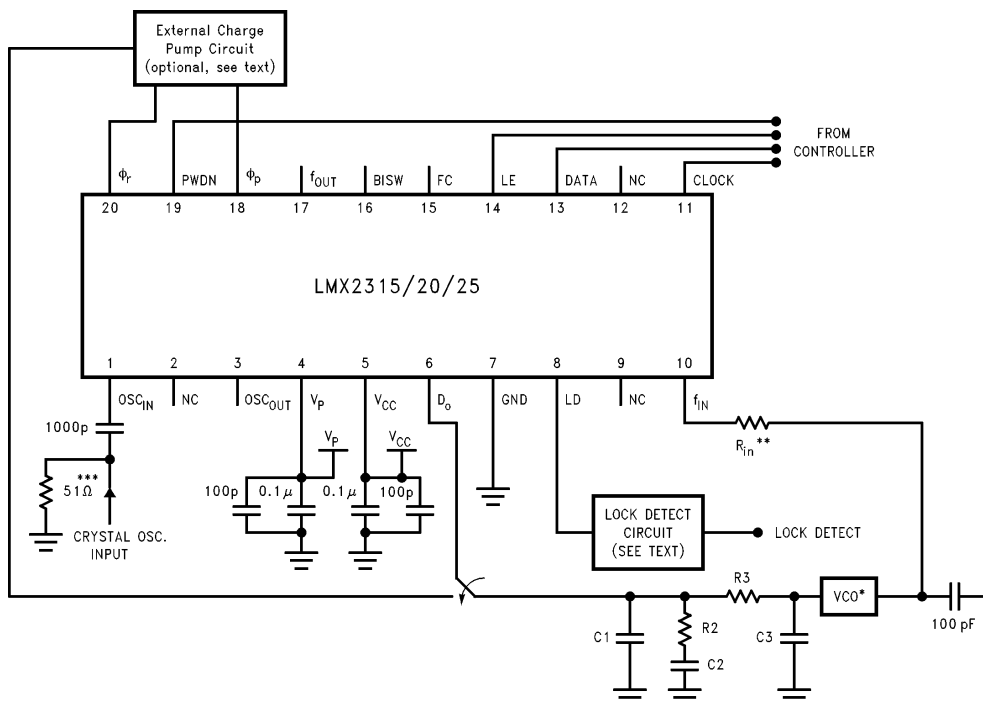 External Charge
Pump Circuit
(optional, see text)
FROM
CONTROLLER
ϕr
PWDN
ϕp
fOUT
BISW
FC
LE
DATA
NC
CLOCK
20
19
18
17
16
15
14
13
12
11
LMX2315/20/25
1
2
3
4
5
6
7
8
9
10
OSCIN
NC
OSCOUT
VP
VCC
Do
GND
LD
NC
fIN
1000p
VP
VCC
Rin**
***
51Ω
100p
0.1μ
0.1μ
100p
CRYSTAL OSC.
INPUT
LOCK DETECT
CIRCUIT
(SEE TEXT)
LOCK DETECT
R3
VCO*
100 pF
C1
R2
C2
C3